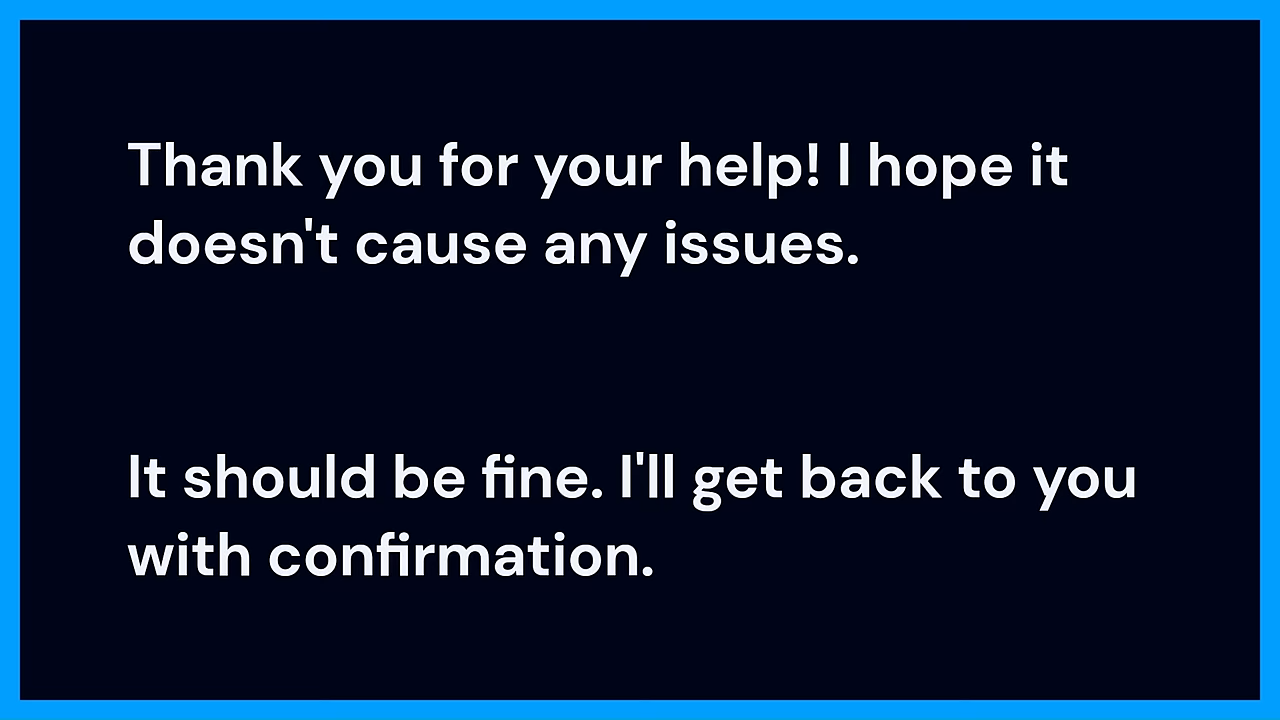 Thank you for your help! I hope it
doesn't cause any issues.
It should be fine. I'll get back to you
with confirmation.